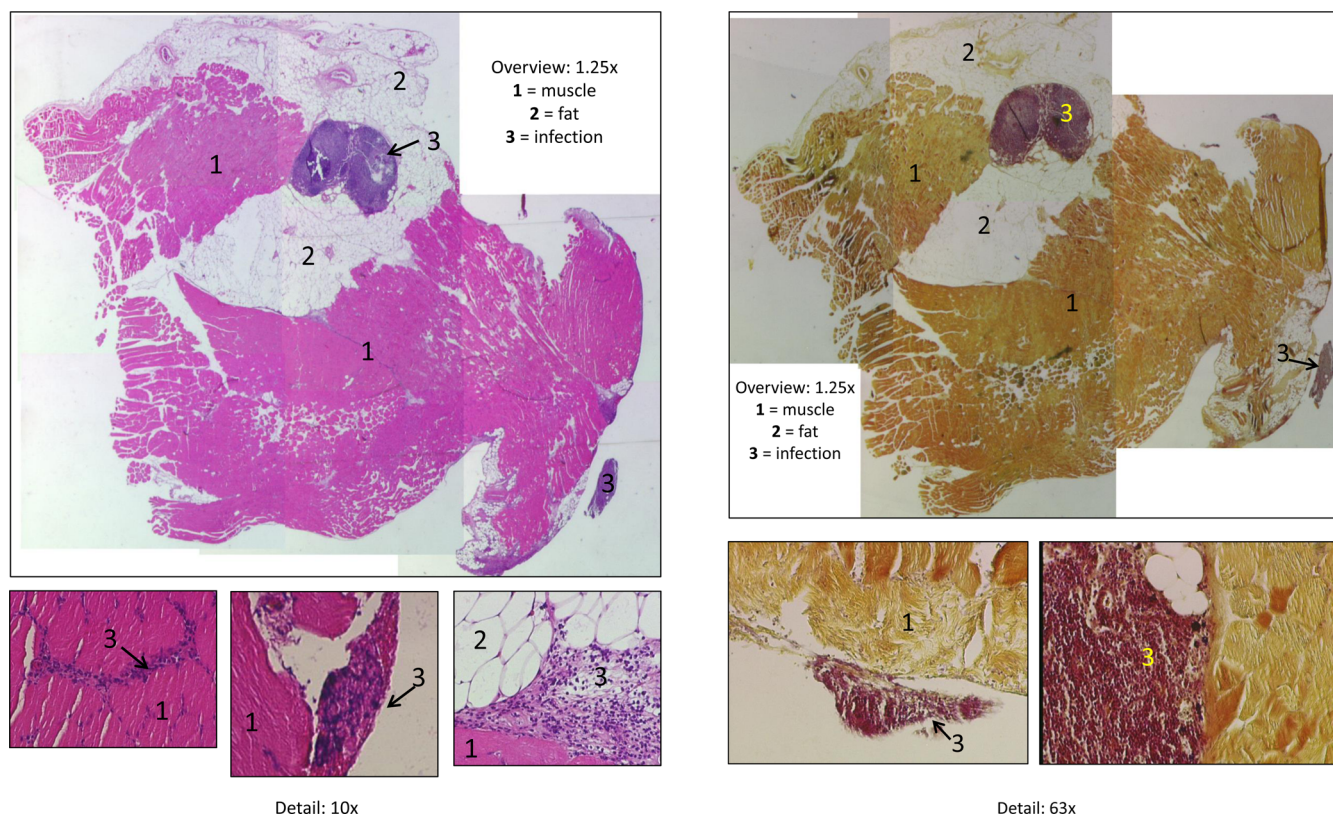 Overview: 1.25x
1 = muscle
2 = fat
3 = infection
2
3
1
2
1
3
3
1
3
1
2
3
1
Detail: 10x
2
3
1
2
1
3
Overview: 1.25x
1 = muscle
2 = fat
3 = infection
1
3
3
Detail: 63x